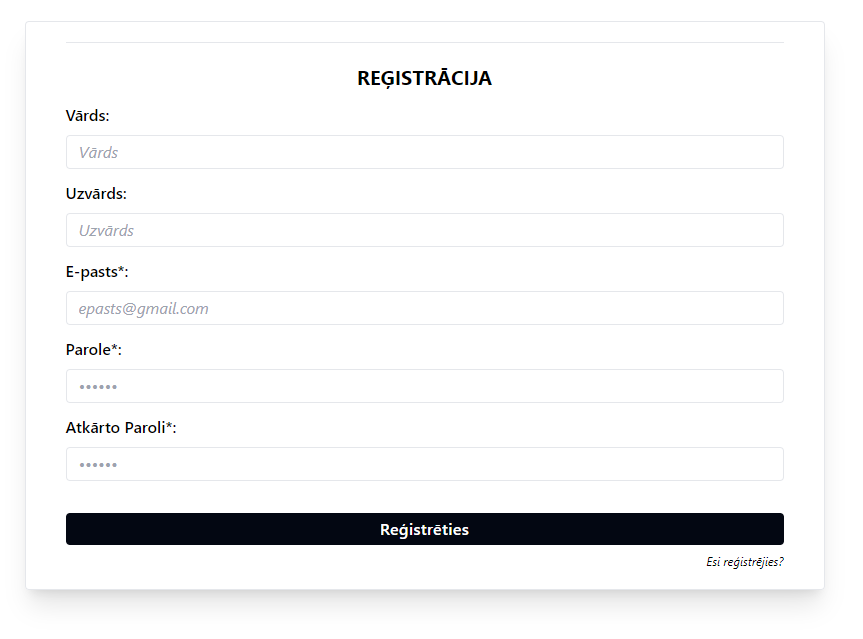 REĢISTRĀCIJA
Vārds:
Vārds
Uzvārds:
Uzvārds
E-pasts*:
epasts@gmail.com
Parole*:
••••••
Atkārto Paroli*:
••••••
Reģistrēties
Esi reģistrējies?